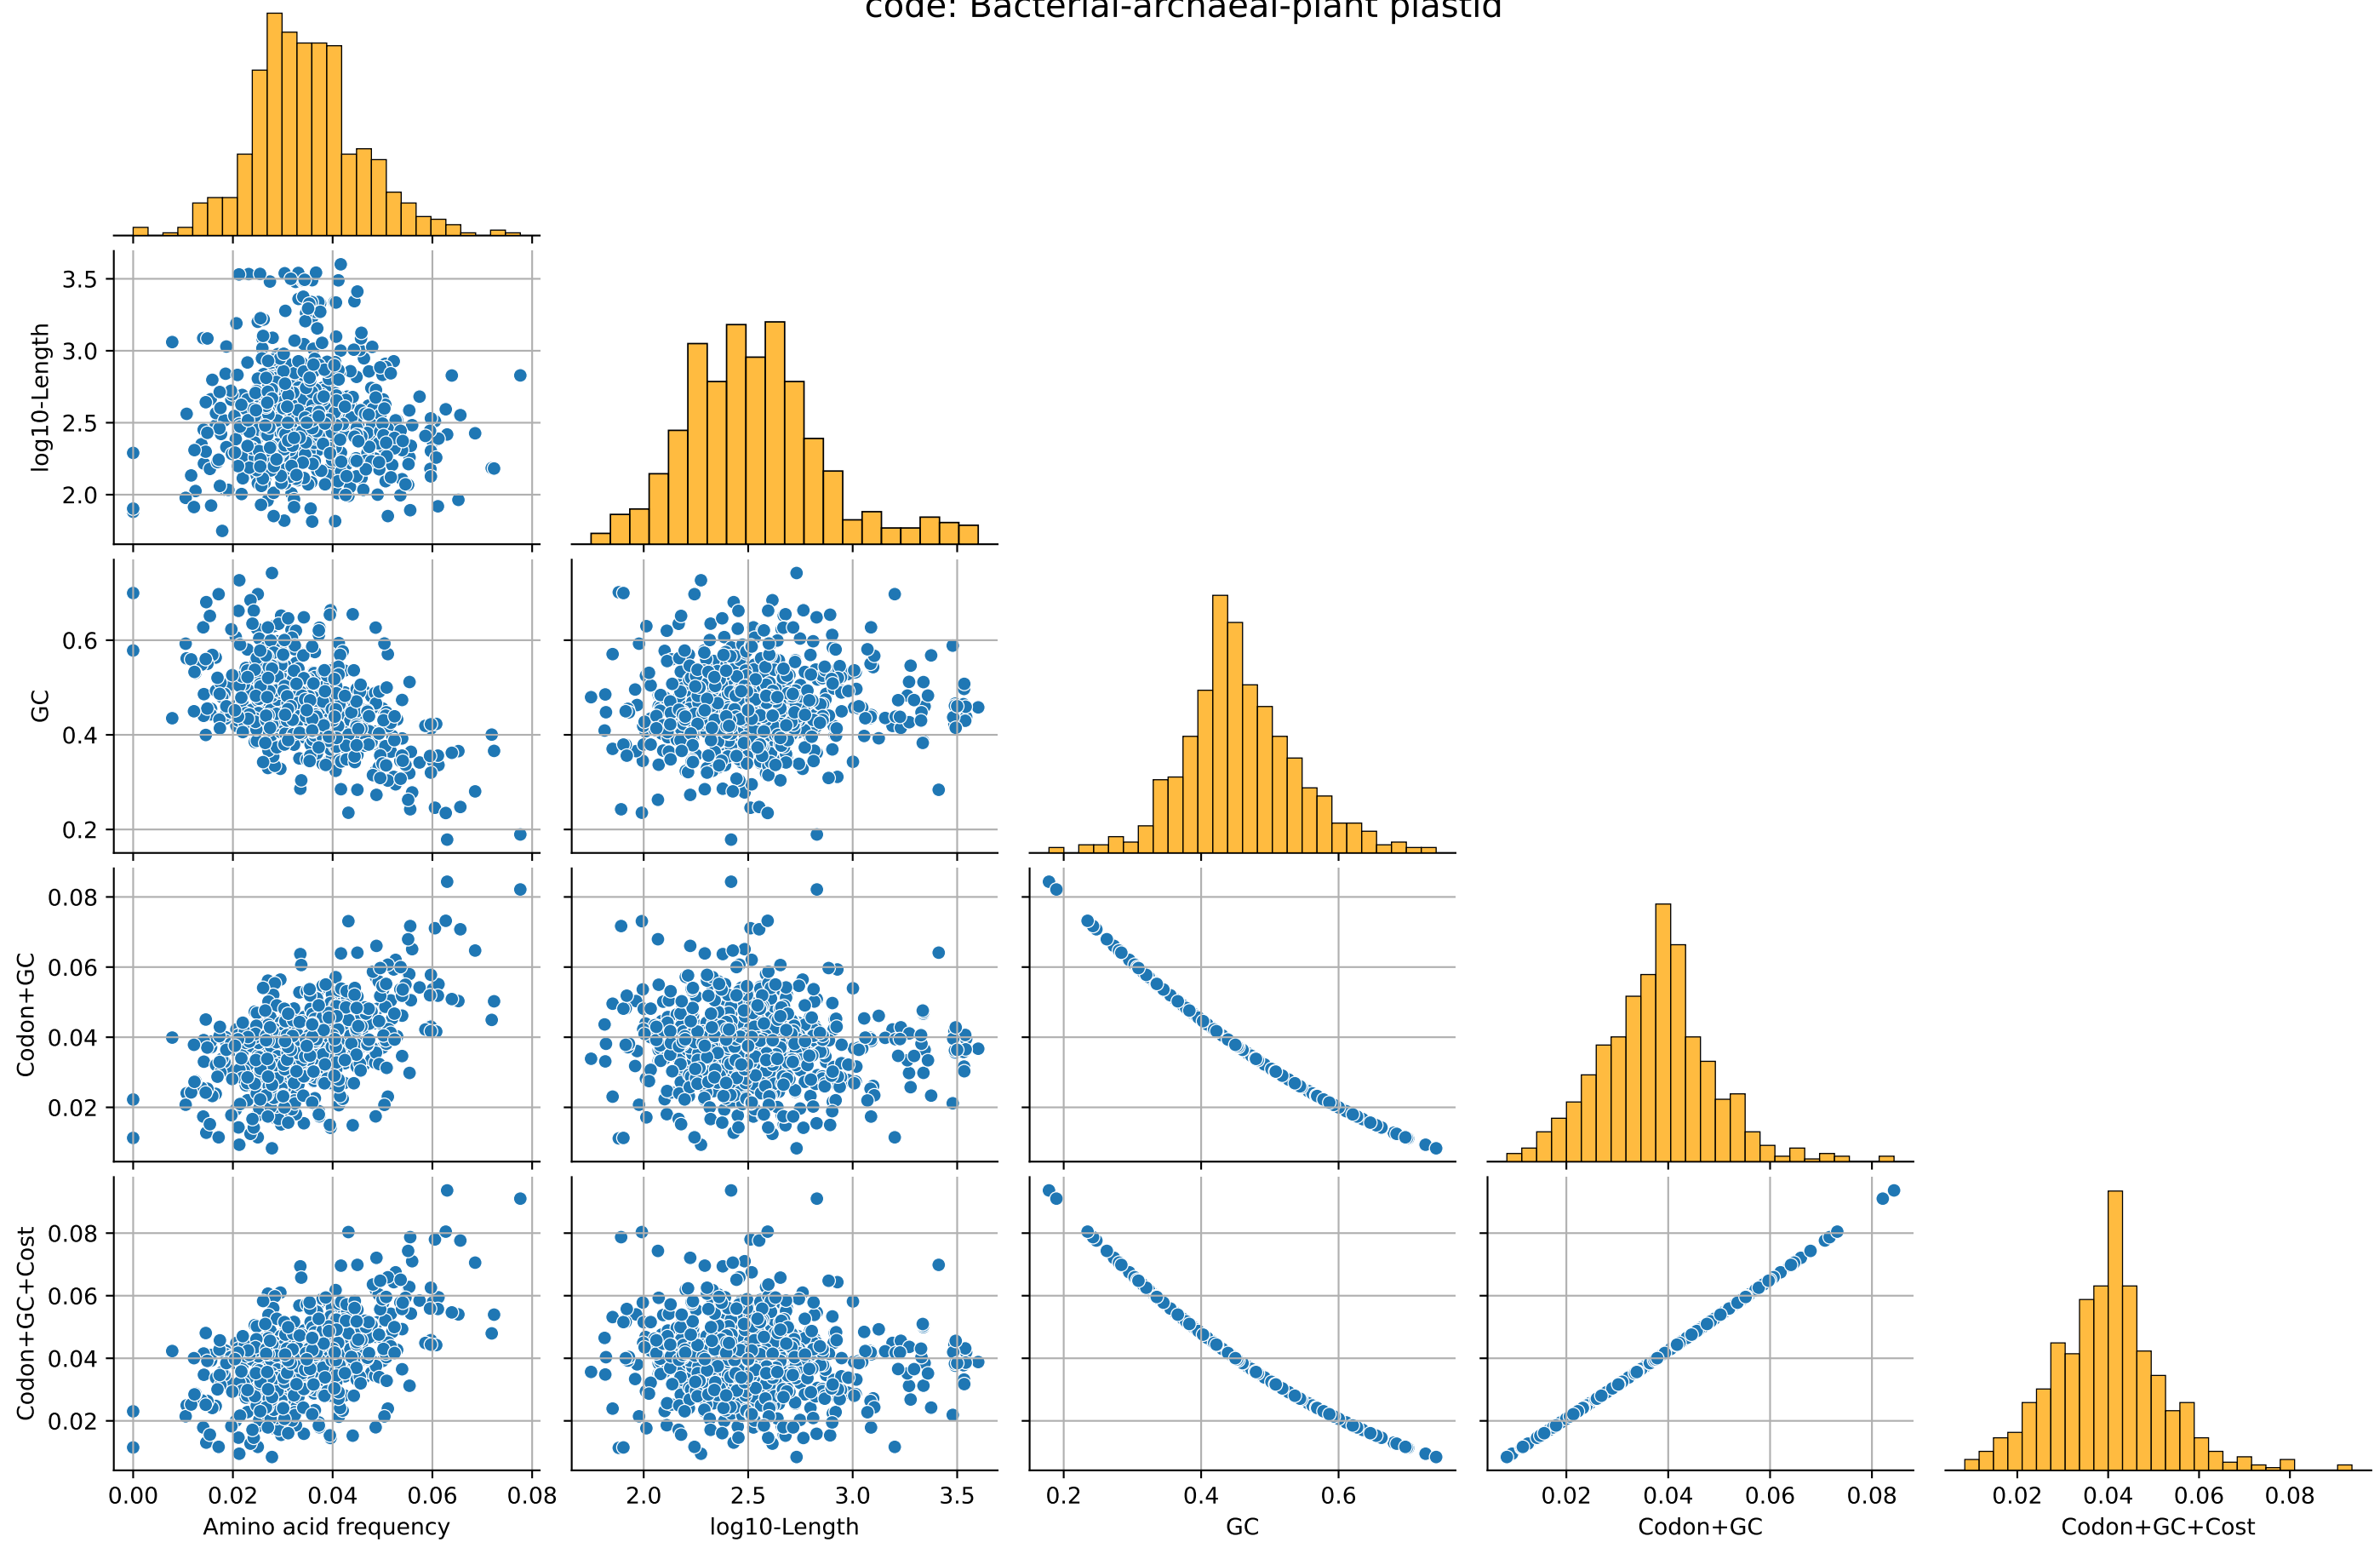 code: Bacterial-archaeal-plant plastid
3.5
3.0
2.5
2.0
log10-Length
0.6
0.4
0.2
GC
0.08
0.06
0.04
0.02
Codon+GC
0.08
0.06
0.04
0.02
Codon+GC+Cost
0.00 0.02 0.04 0.06 0.08
2.0 2.5 3.0 3.5
0.2 0.4 0.6
0.02 0.04 0.06 0.08
0.02 0.04 0.06 0.08
Amino acid frequency
log10-Length
GC
Codon+GC
Codon+GC+Cost